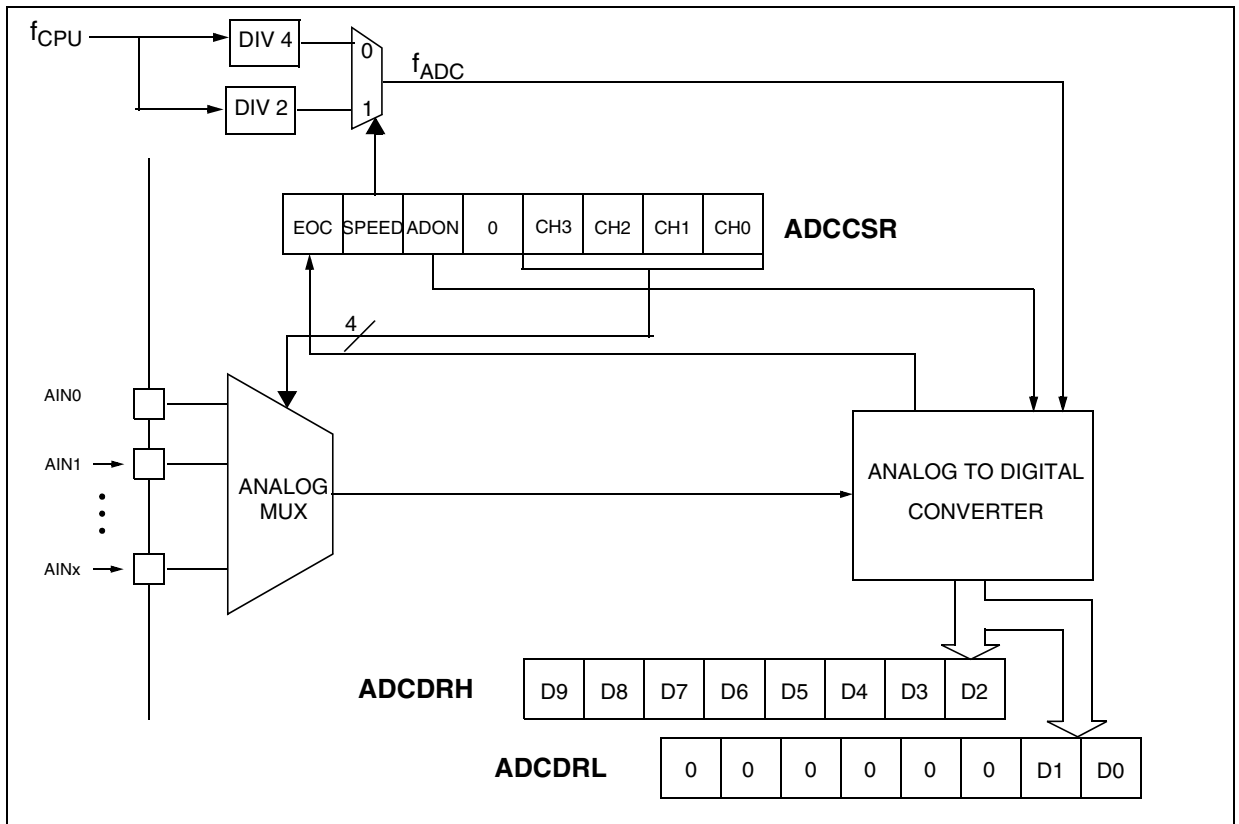 fCPU
DIV 4
0
fADC
DIV 2
1
EOC SPEED ADON 0 CH3 CH2 CH1 CH0
ADCCSR
4
AIN0
AIN1
AINx
ANALOG
MUX
ANALOG TO DIGITAL
CONVERTER
ADCDRH
D9 D8 D7 D6 D5 D4 D3 D2
ADCDRL
0 0 0 0 0 0 D1 D0